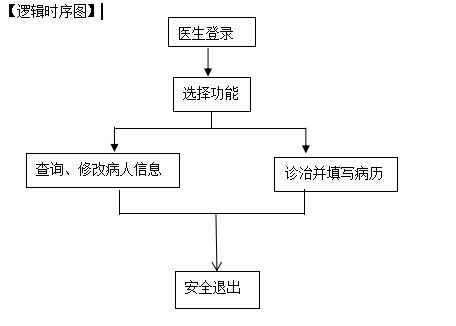 【逻辑时序图】
医生登录
选择功能
查询、修改病人信息
诊治并填写病历
安全退出